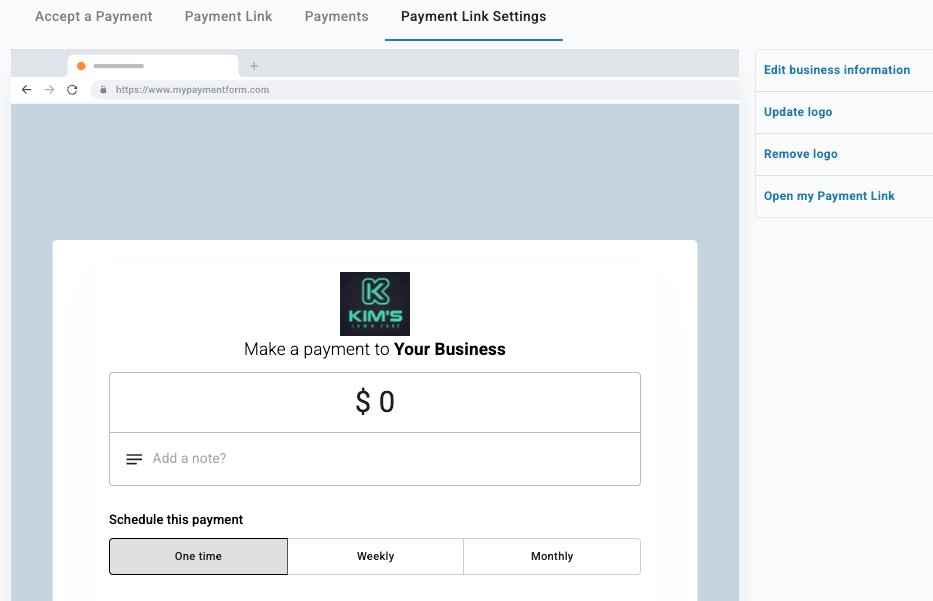 Accept a Payment Payment Link Payments Payment Link Settings
https://www.mypaymentform.com
Edit business information
Update logo
Remove logo
Open my Payment Link
K
KIM'S
LAWN CARE
Make a payment to Your Business
$ 0
Add a note?
Schedule this payment
One time Weekly Monthly